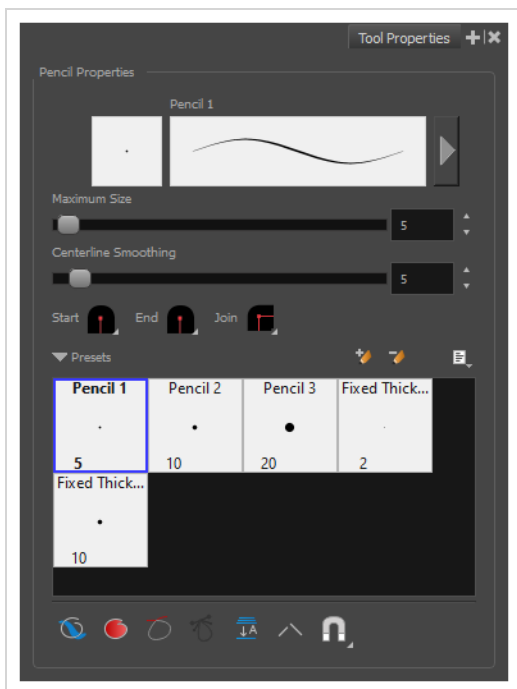 Tool Properties
Pencil Properties
Pencil 1
Maximum Size
5
Centerline Smoothing
5
Start End Join
Presets
Pencil 1 Pencil 2 Pencil 3 Fixed Thick...
5 10 20 2
Fixed Thick...
10
A